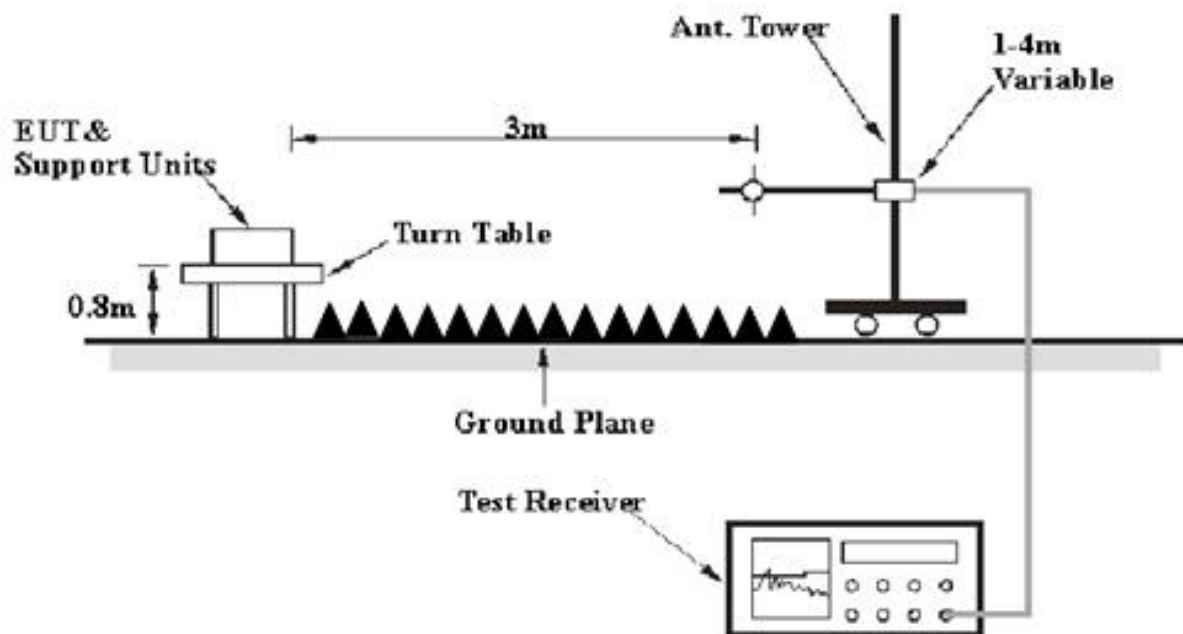 Ant. Tower
1-4m
Variable
3m
EUT&
Support Units
Turn Table
0.8m
Ground Plane
Test Receiver